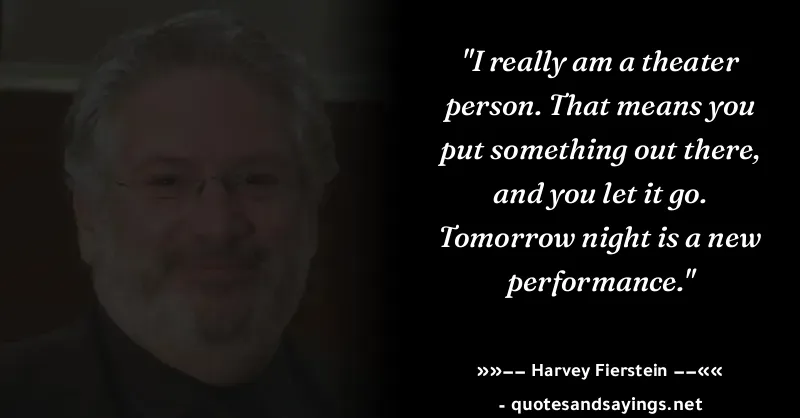 "I really am a theater
person. That means you
put something out there,
and you let it go.
Tomorrow night is a new
performance."
»»−− Harvey Fierstein −−««
- quotesandsayings.net